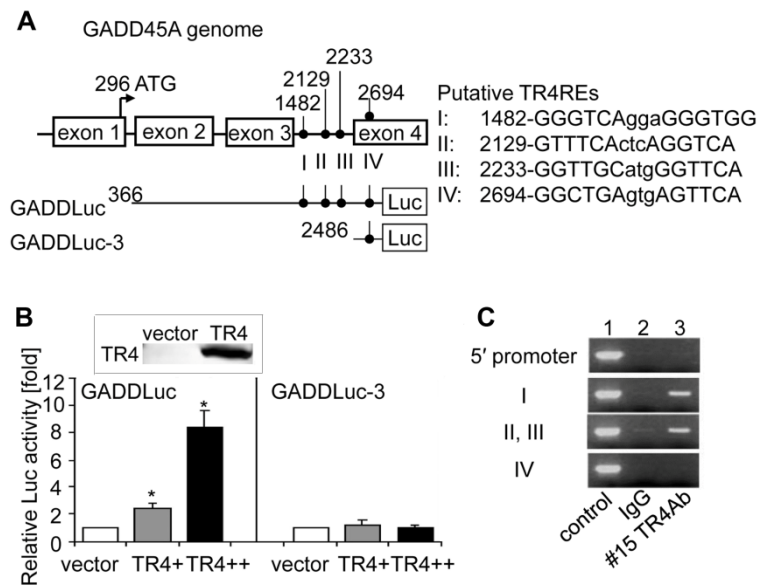 A
GADD45A genome
296 ATG
1482
2129
2233
2694
exon 1
exon 2
exon 3
exon 4
I II III IV
GADDLuc
366
Luc
GADDLuc-3
2486
Luc
Putative TR4REs
I: 1482-GGGTCAggaGGGTGG
II: 2129-GTTTCActcAGGTCA
III: 2233-GGTTGCatgGGTTCA
IV: 2694-GGCTGAgtgAGTTCA
B
vector TR4
TR4
Relative Luc activity [fold]
12
10
8
6
4
2
0
GADDLuc
GADDLuc-3
*
*
vector TR4+ TR4++
vector TR4+ TR4++
C
1 2 3
5′ promoter
I
II, III
IV
control
IgG
#15 TR4Ab